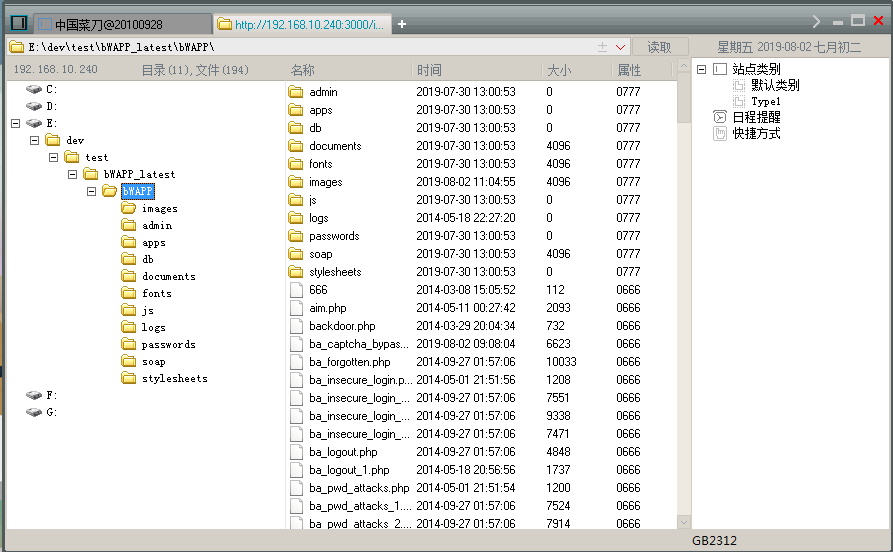 中国菜刀@20100928 http://192.168.10.240:3000/i...
E:\dev\test\bWAPP_latest\bWAPP\ 读取 星期五 2019-08-02 七月初二
192.168.10.240 目录(11),文件(194) 名称 时间 大小 属性
C:
D:
E:
dev
test
bWAPP_latest
bWAPP
images
admin
apps
db
documents
fonts
js
logs
passwords
soap
stylesheets
F:
G:
admin 2019-07-30 13:00:53 0 0777
apps 2019-07-30 13:00:53 0 0777
db 2019-07-30 13:00:53 0 0777
documents 2019-07-30 13:00:53 4096 0777
fonts 2019-07-30 13:00:53 4096 0777
images 2019-08-02 11:04:55 4096 0777
js 2019-07-30 13:00:53 0 0777
logs 2014-05-18 22:27:20 0 0777
passwords 2019-07-30 13:00:53 0 0777
soap 2019-07-30 13:00:53 4096 0777
stylesheets 2019-07-30 13:00:53 0 0777
666 2014-03-08 15:05:52 112 0666
aim.php 2014-05-11 00:27:42 2093 0666
backdoor.php 2014-03-29 20:04:34 732 0666
ba_captcha_bypas... 2019-08-02 09:08:04 6623 0666
ba_forgotten.php 2014-09-27 01:57:06 10033 0666
ba_insecure_login.p... 2014-05-01 21:51:56 1208 0666
ba_insecure_login_... 2014-09-27 01:57:06 7551 0666
ba_insecure_login_... 2014-09-27 01:57:06 9338 0666
ba_insecure_login_... 2014-09-27 01:57:06 7471 0666
ba_logout.php 2014-09-27 01:57:06 4848 0666
ba_logout_1.php 2014-05-18 20:56:56 1737 0666
ba_pwd_attacks.php 2014-05-01 21:51:54 1200 0666
ba_pwd_attacks_1.... 2014-09-27 01:57:06 7524 0666
ba_pwd_attacks_2.... 2014-09-27 01:57:06 7914 0666
站点类别
默认类别
Type1
日程提醒
快捷方式
GB2312